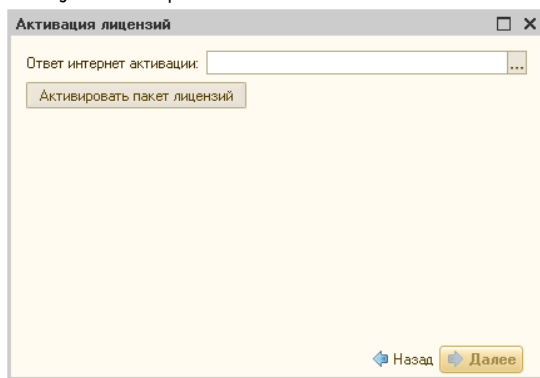 Активация лицензий
Ответ интернет активации:
...
Активировать пакет лицензий
Назад Далее